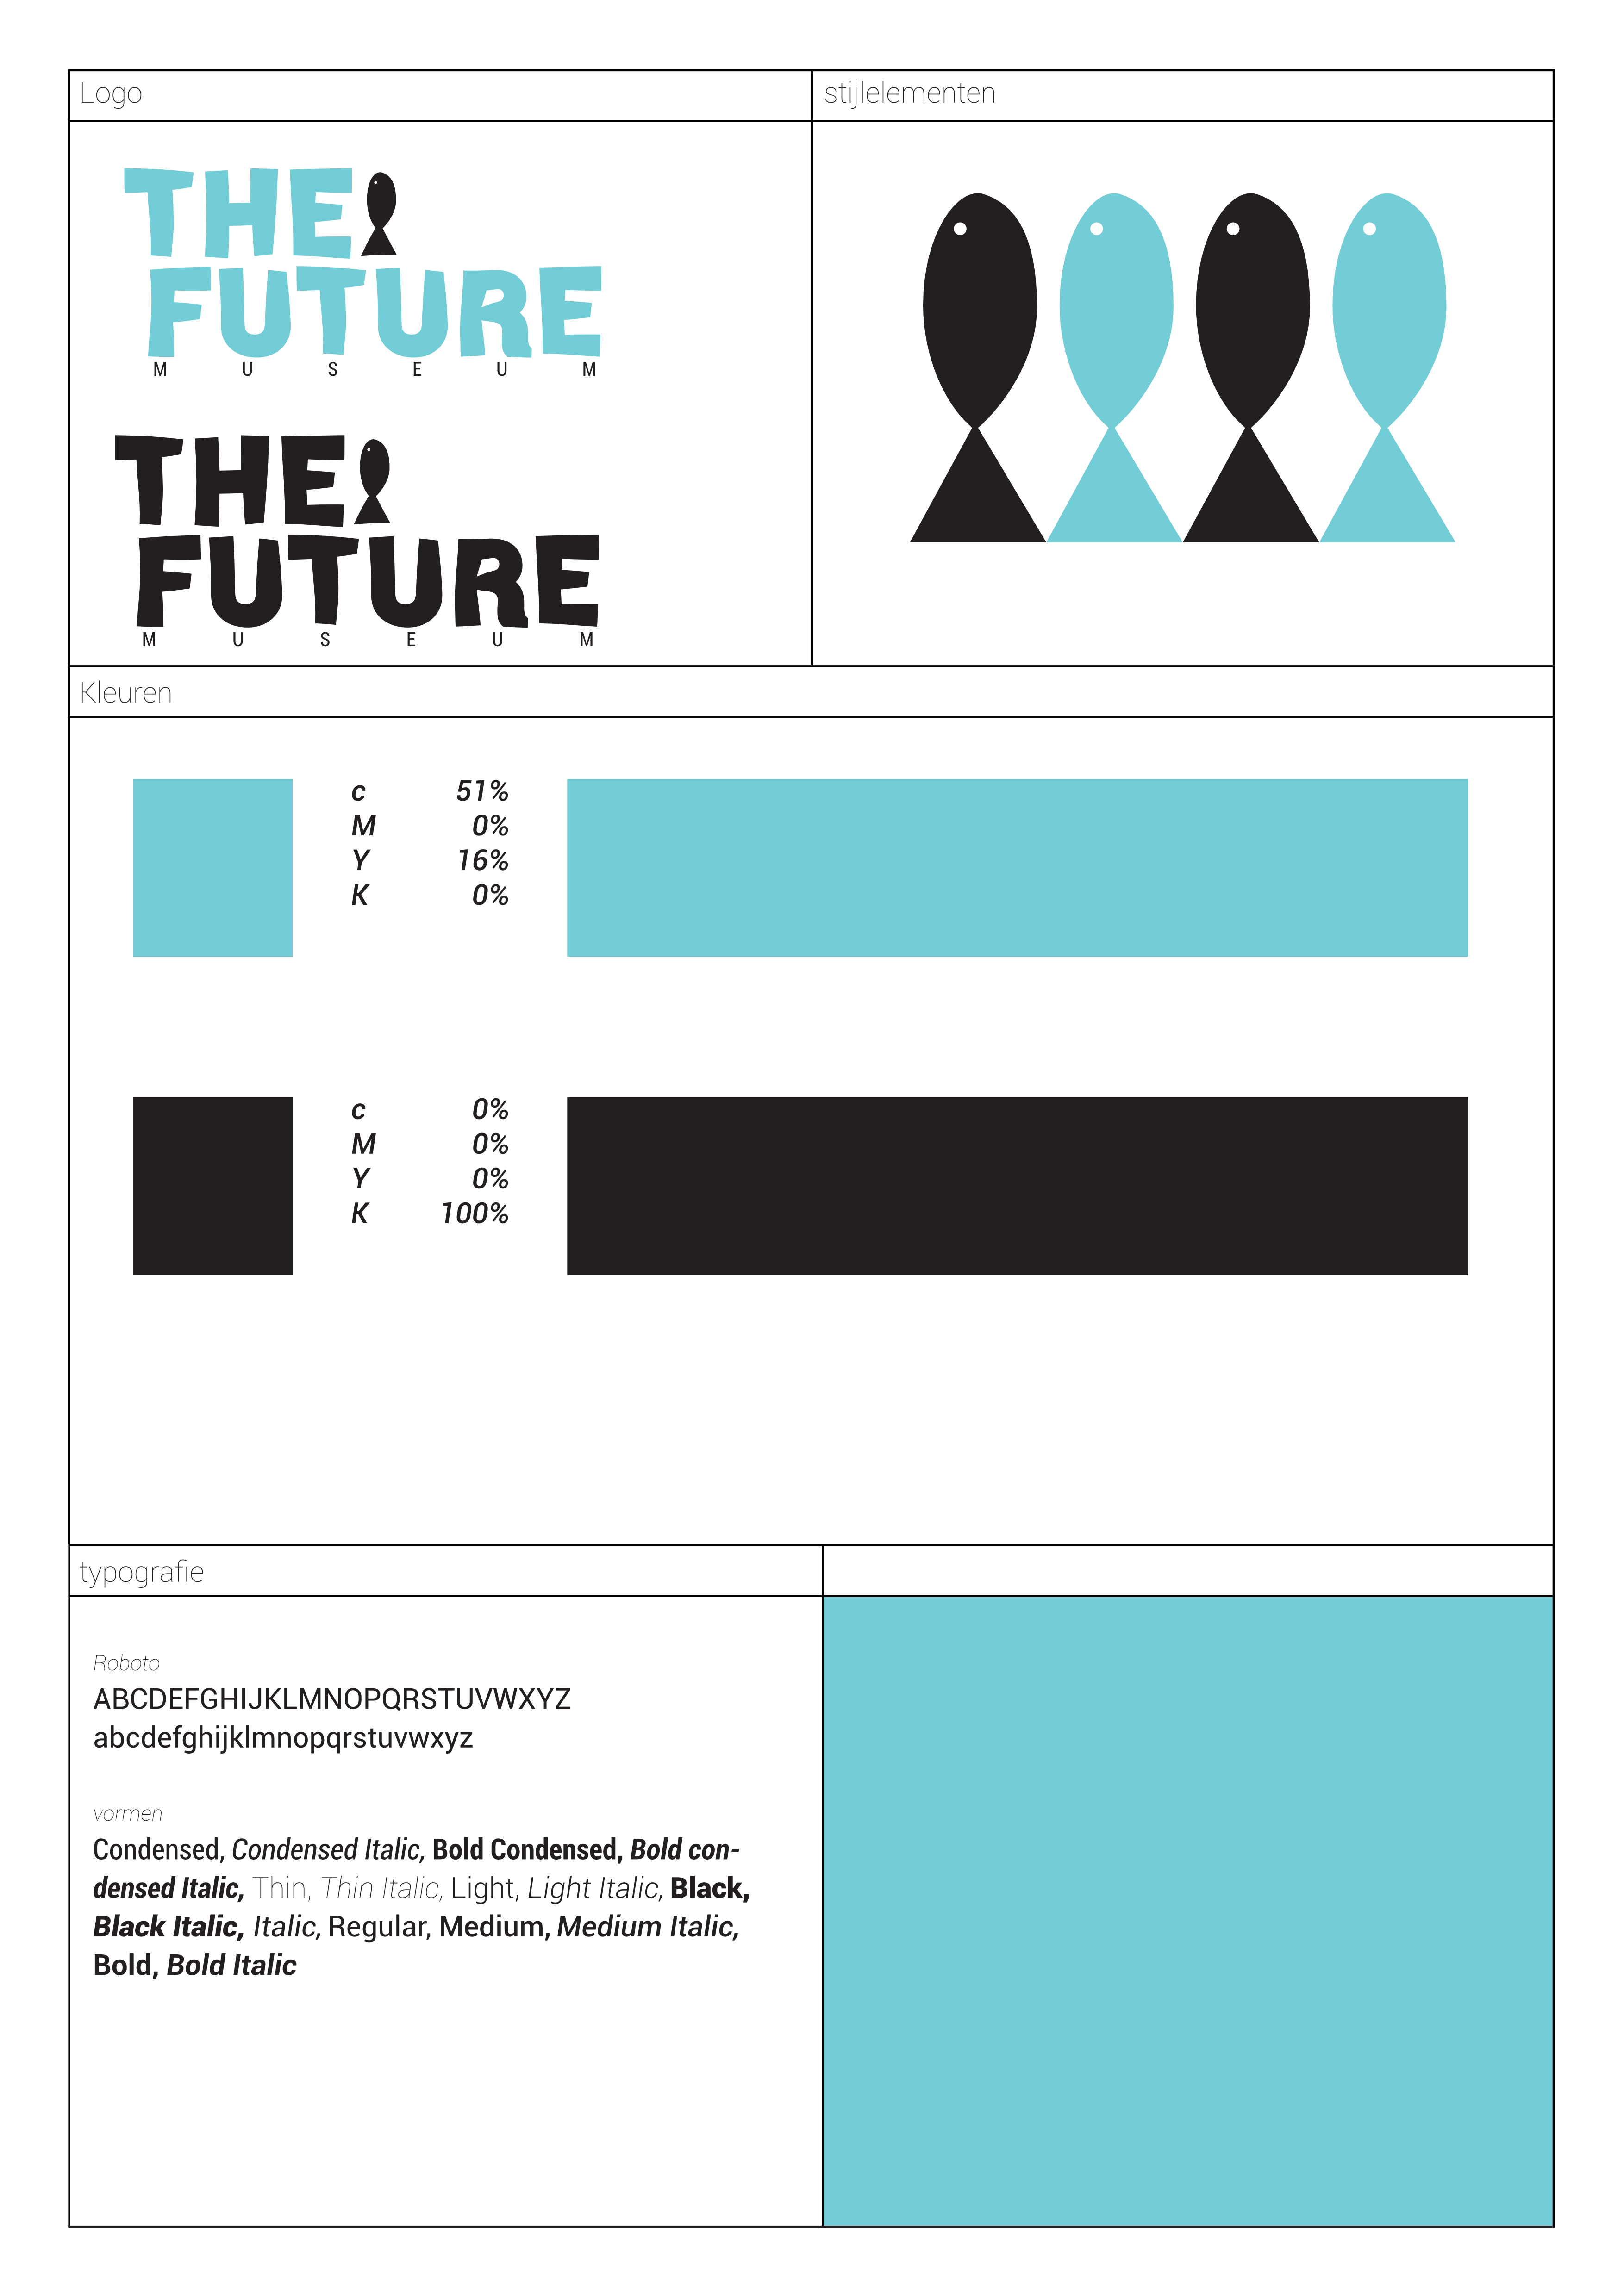 Logo
stijlelementen
THE
FUTURE
M U S E U M
THE
FUTURE
M U S E U M
Kleuren
c 51%
M 0%
Y 16%
K 0%
c 0%
M 0%
Y 0%
K 100%
typografie
Roboto
ABCDEFGHIJKLMNOPQRSTUVWXYZ
abcdefghijklmnopqrstuvwxyz
vormen
Condensed, Condensed Italic, Bold Condensed, Bold con-
densed Italic, Thin, Thin Italic, Light, Light Italic, Black,
Black Italic, Italic, Regular, Medium, Medium Italic,
Bold, Bold Italic